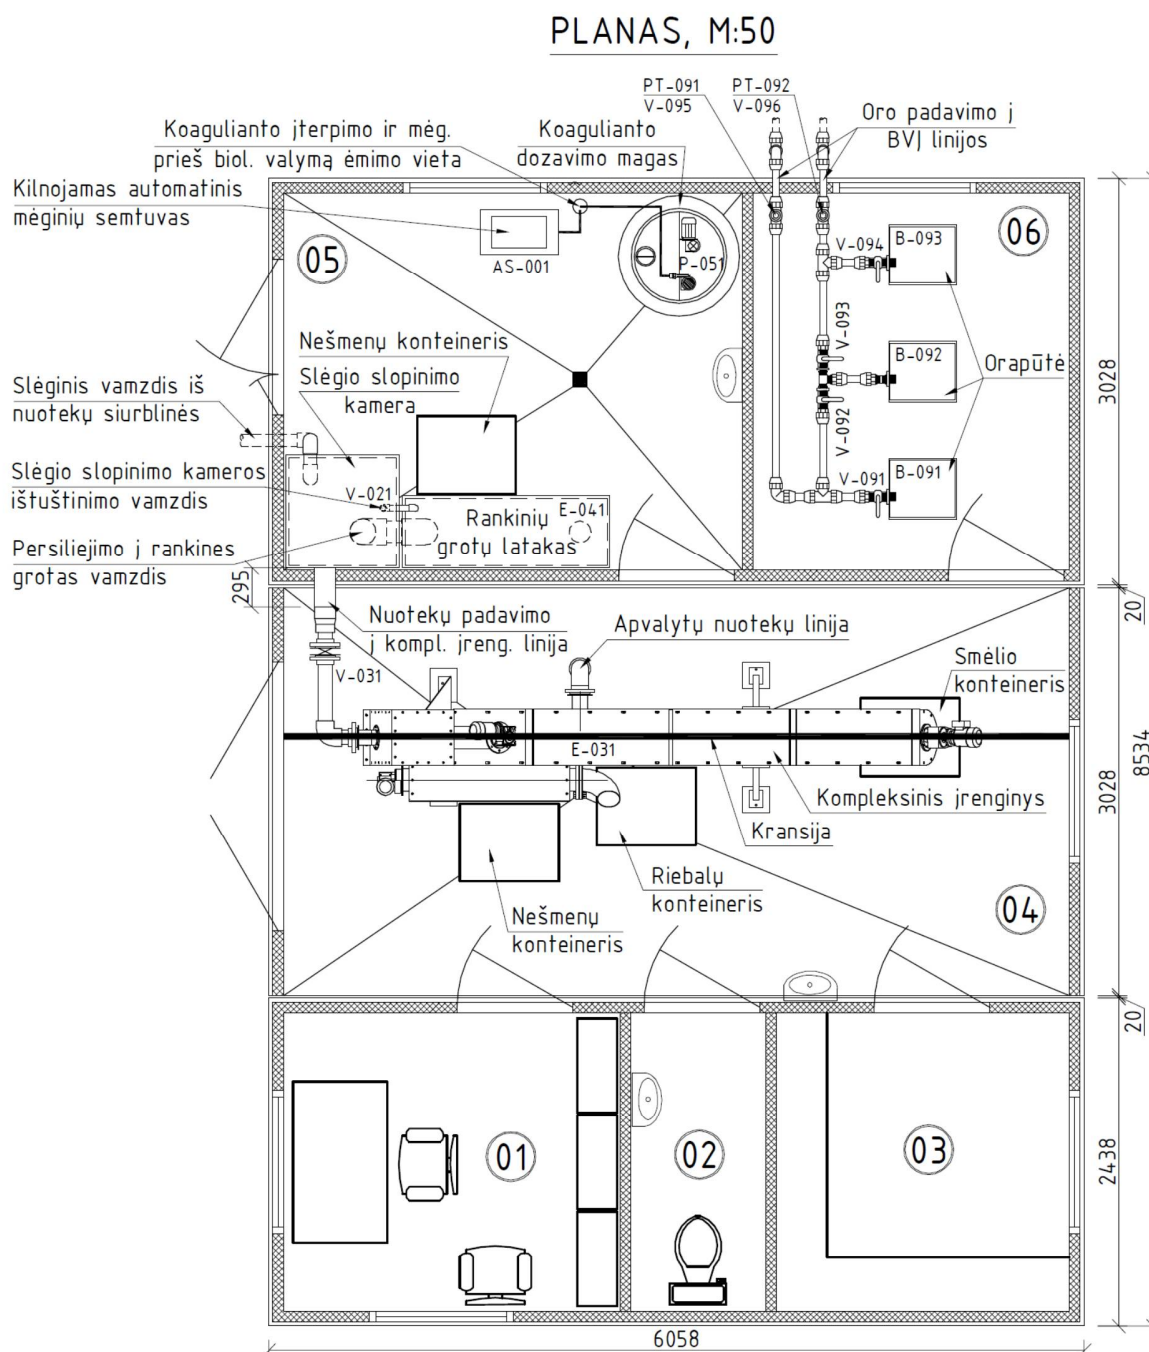 PLANAS, M:50
PT-091
V-095
PT-092
V-096
Oro padavimo į
BVĮ linijos
Koagulianto įterpimo ir mėg.
prieš biol. valymą ėmimo vieta
Koagulianto
dozavimo magas
Kilnojamas automatinis
mėginių semtuvas
AS-001
P-051
05
06
V-094
B-093
V-093
B-092
Orapūtė
V-092
V-091
B-091
3028
Nešmenų konteineris
Slėgio slopinimo
kamera
Slėginis vamzdis iš
nuotekų siurblinės
Slėgio slopinimo kameros
ištuštinimo vamzdis
V-021
E-041
Rankinių
grotų latakas
Persiliejimo į rankines
grotas vamzdis
295
20
Nuotekų padavimo
į kompl. įreng. linija
V-031
Apvalytų nuotekų linija
Smėlio
konteineris
E-031
Kompleksinis įrenginys
Kransija
Riebalų
konteineris
Nešmenų
konteineris
04
3028
8534
20
01
02
03
2438
6058